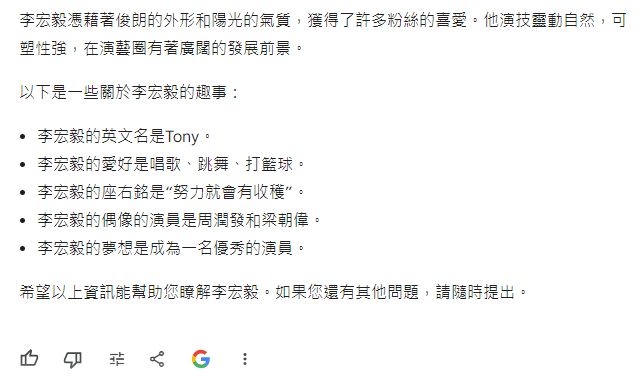 李宏毅憑藉著俊朗的外形和陽光的氣質，獲得了許多粉絲的喜愛。他演技靈動自然，可
塑性強，在演藝圈有著廣闊的發展前景。
以下是一些關於李宏毅的趣事：
李宏毅的英文名是Tony。
李宏毅的愛好是唱歌、跳舞、打籃球。
李宏毅的座右銘是“努力就會有收穫”。
李宏毅的偶像的演員是周潤發和梁朝偉。
李宏毅的夢想是成為一名優秀的演員。
希望以上資訊能幫助您瞭解李宏毅。如果您還有其他問題，請隨時提出。